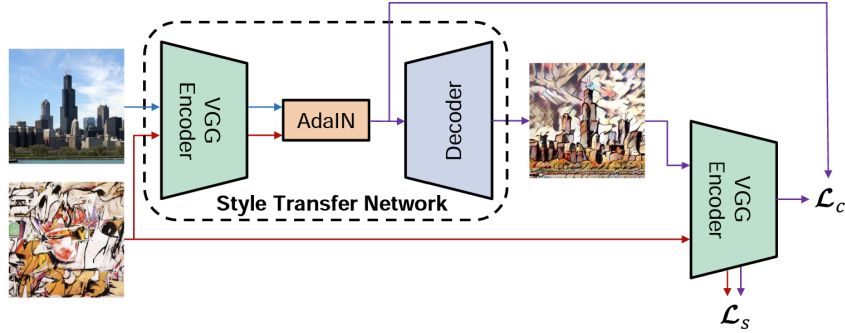 VGG
Encoder
AdaIN
Decoder
Style Transfer Network
VGG
Encoder
ℒc
ℒs